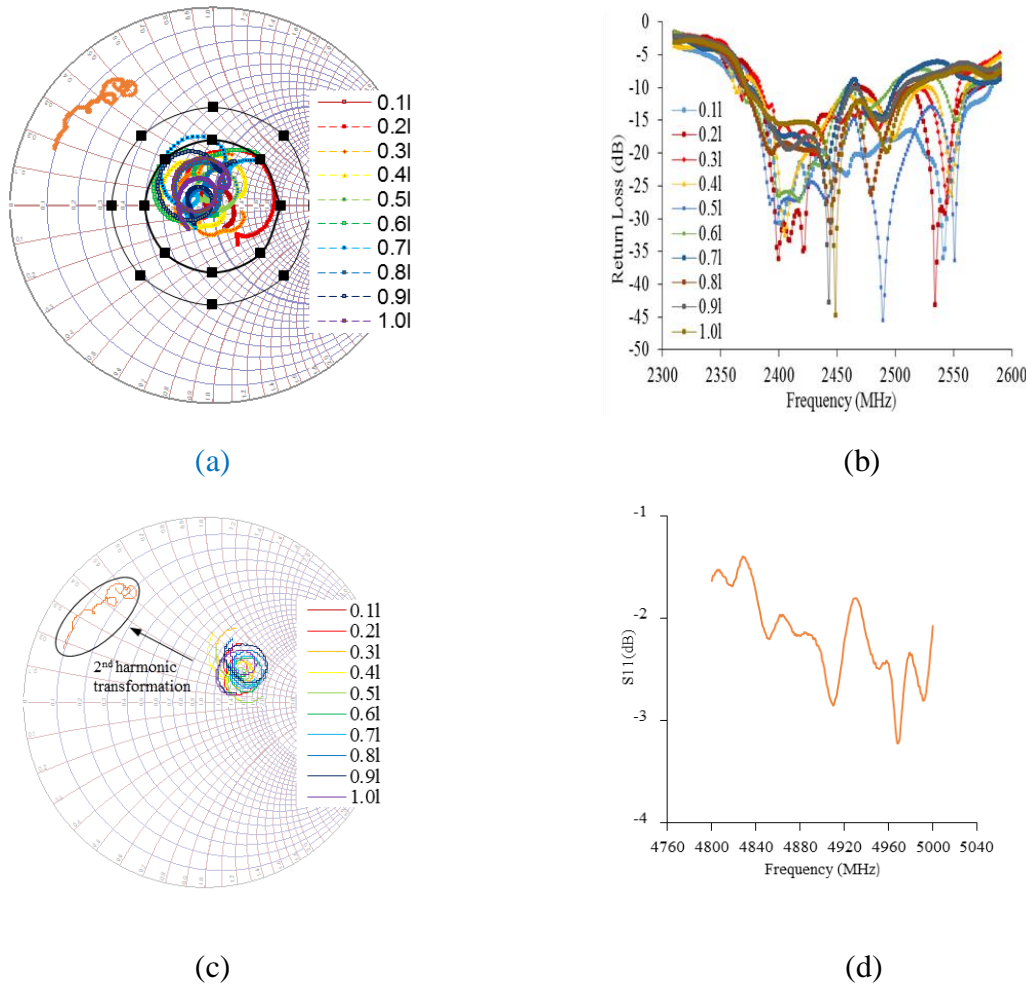 0.1l
0.2l
0.3l
0.4l
0.5l
0.6l
0.7l
0.8l
0.9l
1.0l
(a)
0
-5
-10
-15
-20
-25
-30
-35
-40
-45
-50
Return Loss (dB)
0.1l
0.2l
0.3l
0.4l
0.5l
0.6l
0.7l
0.8l
0.9l
1.0l
2300 2350 2400 2450 2500 2550 2600
Frequency (MHz)
(b)
2nd harmonic
transformation
0.1l
0.2l
0.3l
0.4l
0.5l
0.6l
0.7l
0.8l
0.9l
1.0l
(c)
-1
-2
-3
-4
S11(dB)
4760 4800 4840 4880 4920 4960 5000 5040
Frequency (MHz)
(d)